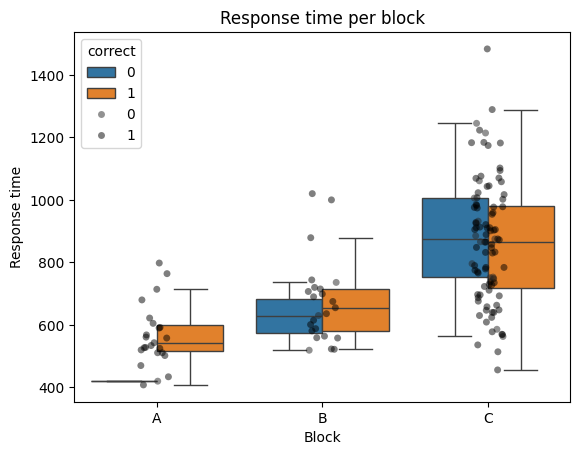 Response time per block
correct
0
1
0
1
1400
1200
1000
800
600
400
Response time
A B C
Block